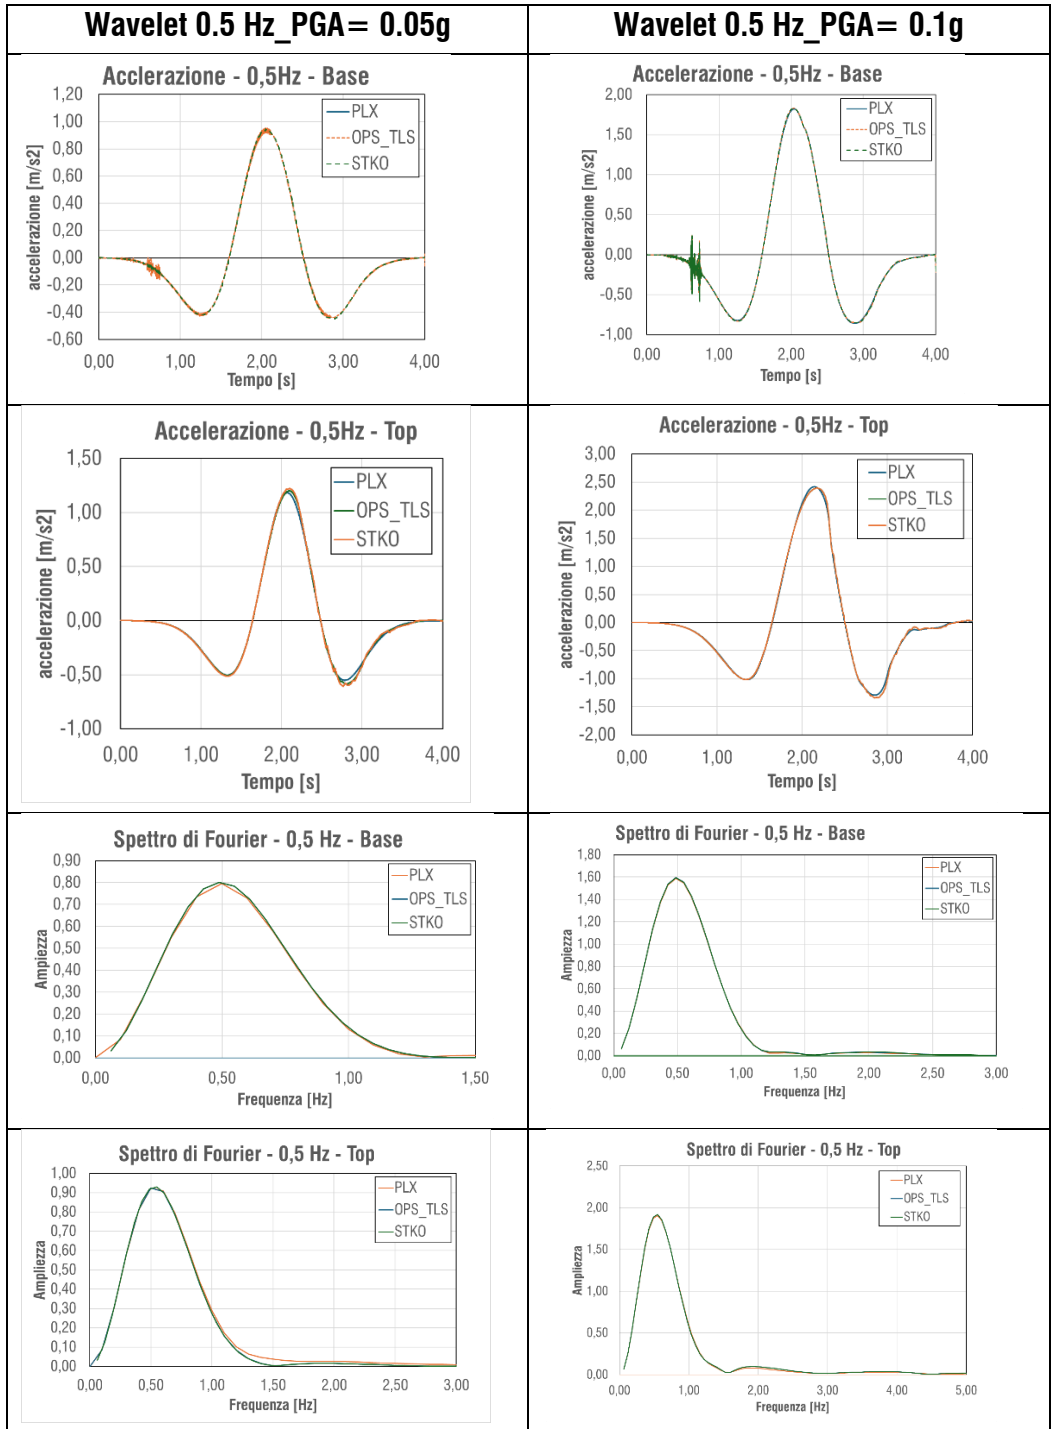 Wavelet 0.5 Hz_PGA= 0.05g
Wavelet 0.5 Hz_PGA= 0.1g
Acclerazione - 0,5Hz - Base
1,20
1,00
0,80
0,60
0,40
0,20
0,00
-0,20
-0,40
-0,60
accelerazione [m/s2]
PLX
OPS_TLS
STKO
0,00 1,00 2,00 3,00 4,00
Tempo [s]
Accelerazione - 0,5Hz - Base
2,00
1,50
1,00
0,50
0,00
-0,50
-1,00
accelerazione [m/s2]
PLX
OPS_TLS
STKO
0,00 1,00 2,00 3,00 4,00
Tempo [s]
Accelerazione - 0,5Hz - Top
1,50
1,00
0,50
0,00
-0,50
-1,00
accelerazione [m/s2]
PLX
OPS_TLS
STKO
0,00 1,00 2,00 3,00 4,00
Tempo [s]
Accelerazione - 0,5Hz - Top
3,00
2,50
2,00
1,50
1,00
0,50
0,00
-0,50
-1,00
-1,50
-2,00
accelerazione [m/s2]
PLX
OPS_TLS
STKO
0,00 1,00 2,00 3,00 4,00
Tempo [s]
Spettro di Fourier - 0,5 Hz - Base
0,90
0,80
0,70
0,60
0,50
0,40
0,30
0,20
0,10
0,00
Ampiezza
PLX
OPS_TLS
STKO
0,00 0,50 1,00 1,50
Frequenza [Hz]
Spettro di Fourier - 0,5 Hz - Base
1,80
1,60
1,40
1,20
1,00
0,80
0,60
0,40
0,20
0,00
Ampiezza
PLX
OPS_TLS
STKO
0,00 0,50 1,00 1,50 2,00 2,50 3,00
Frequenza [Hz]
Spettro di Fourier - 0,5 Hz - Top
1,00
0,90
0,80
0,70
0,60
0,50
0,40
0,30
0,20
0,10
0,00
Ampliezza
PLX
OPS_TLS
STKO
0,00 0,50 1,00 1,50 2,00 2,50 3,00
Frequenza [Hz]
Spettro di Fourier - 0,5 Hz - Top
2,50
2,00
1,50
1,00
0,50
0,00
Ampliezza
PLX
OPS_TLS
STKO
0,00 1,00 2,00 3,00 4,00 5,00
Frequenza [Hz]